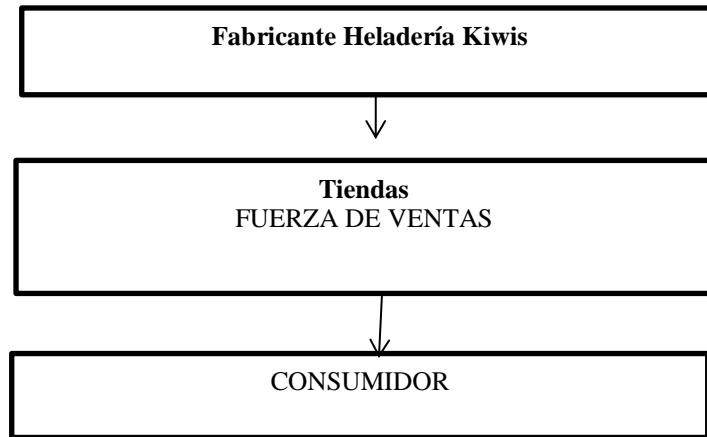 Fabricante Heladería Kiwis
Tiendas
FUERZA DE VENTAS
CONSUMIDOR